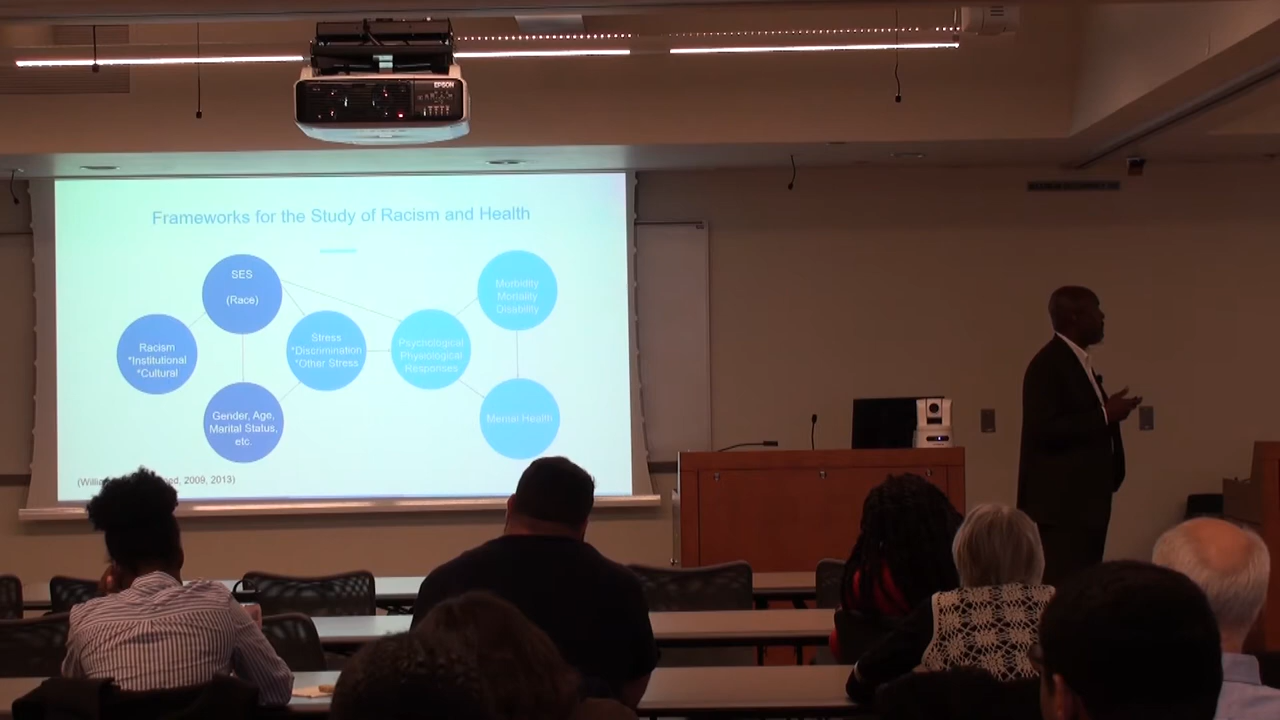 EPSON
Frameworks for the Study of Racism and Health
SES
(Race)
Morbidity
Mortality
Disability
Racism
*Institutional
*Cultural
Stress
*Discrimination
*Other Stress
Psychological
Physiological
Responses
Gender, Age,
Marital Status,
etc.
Mental Health
2009, 2013)